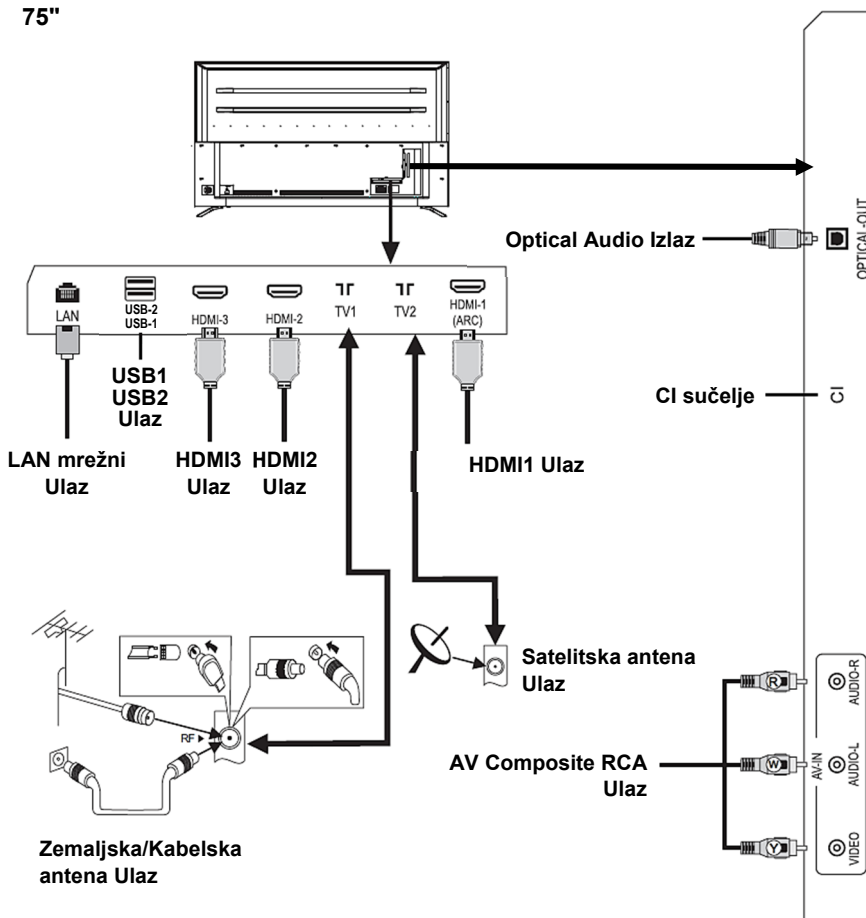 75"
Optical Audio Izlaz
OPTICAL-OUT
LAN
USB-2
USB-1
HDMI-3
HDMI-2
TV1
TV2
HDMI-1
(ARC)
USB1
USB2
Ulaz
CI sučelje
CI
LAN mrežni
Ulaz
HDMI3
Ulaz
HDMI2
Ulaz
HDMI1 Ulaz
Satelitska antena
Ulaz
RF
AV Composite RCA
Ulaz
R
W
Y
AV-IN
AUDIO-R
AUDIO-L
VIDEO
Zemaljska/Kabelska
antena Ulaz